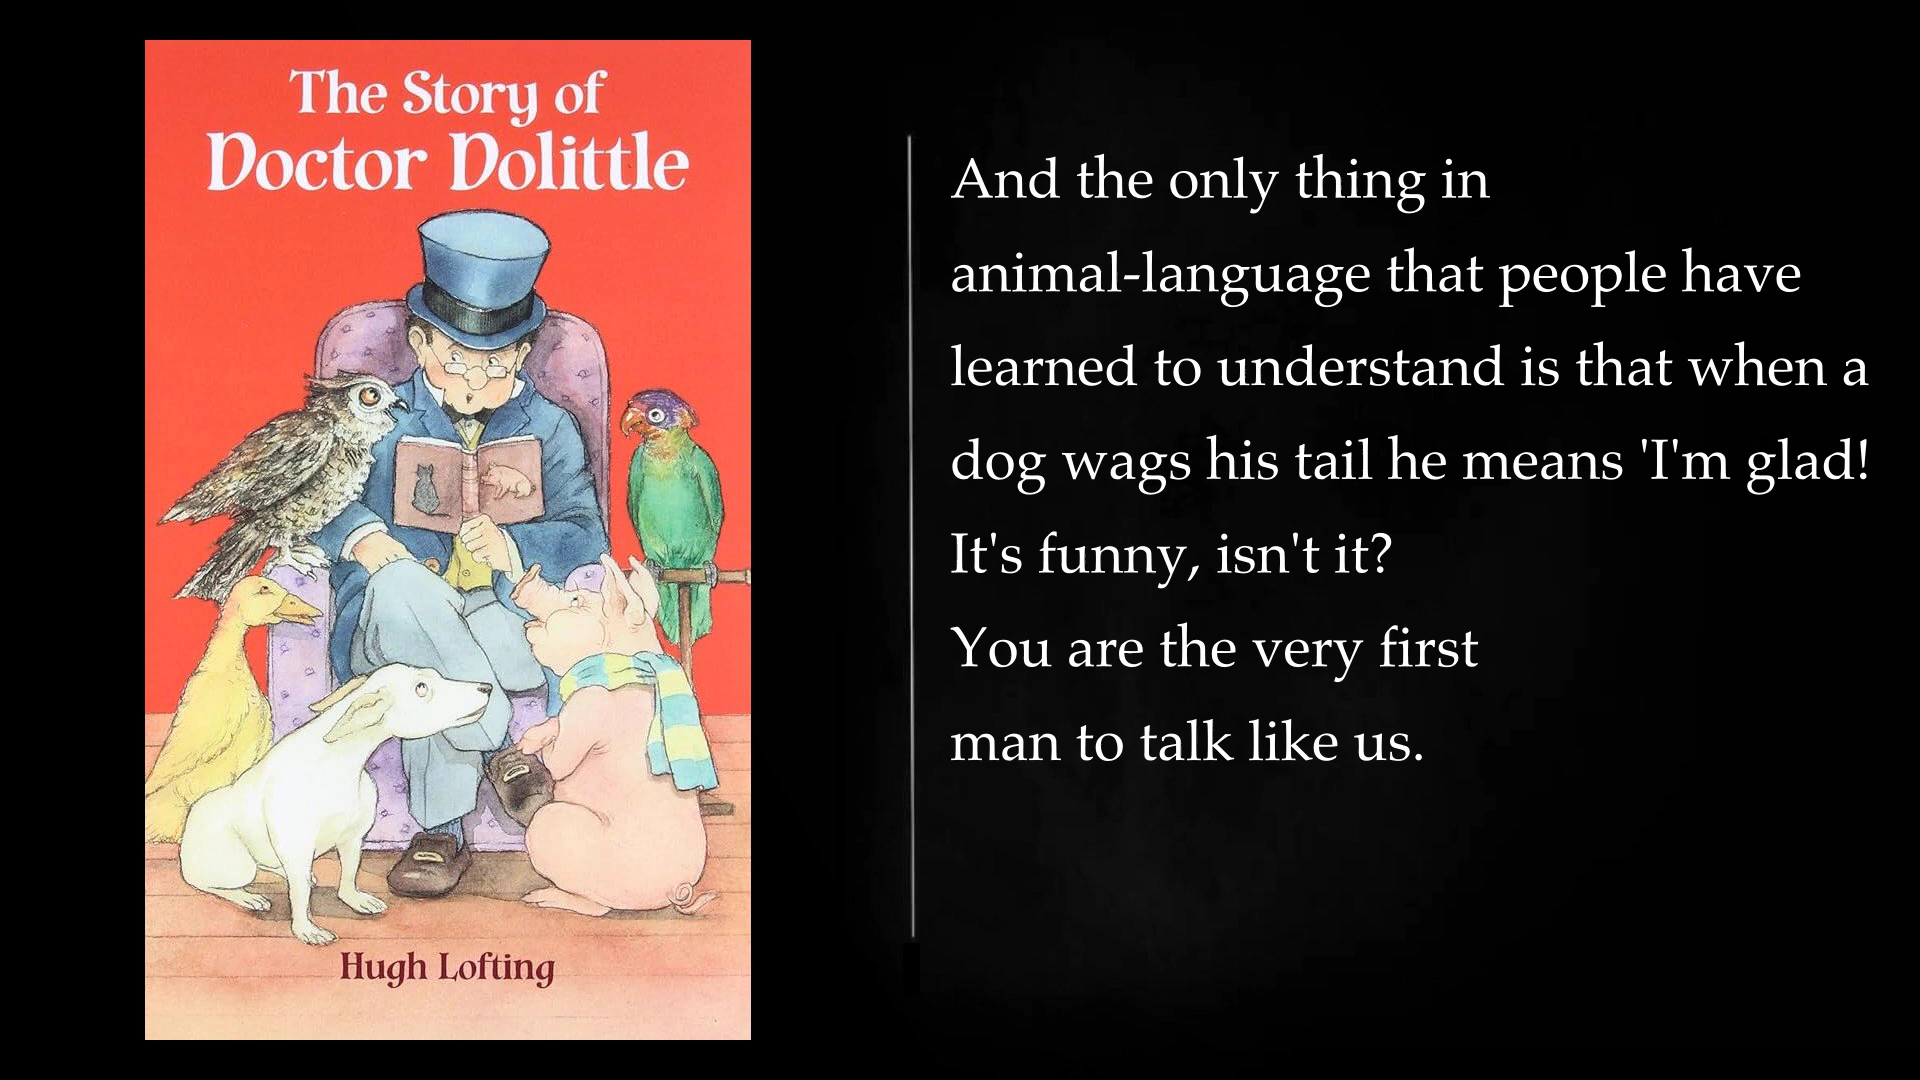 The Story of
Doctor Dolittle
Hugh Lofting
And the only thing in
animal-language that people have
learned to understand is that when a
dog wags his tail he means 'I'm glad!
It's funny, isn't it?
You are the very first
man to talk like us.